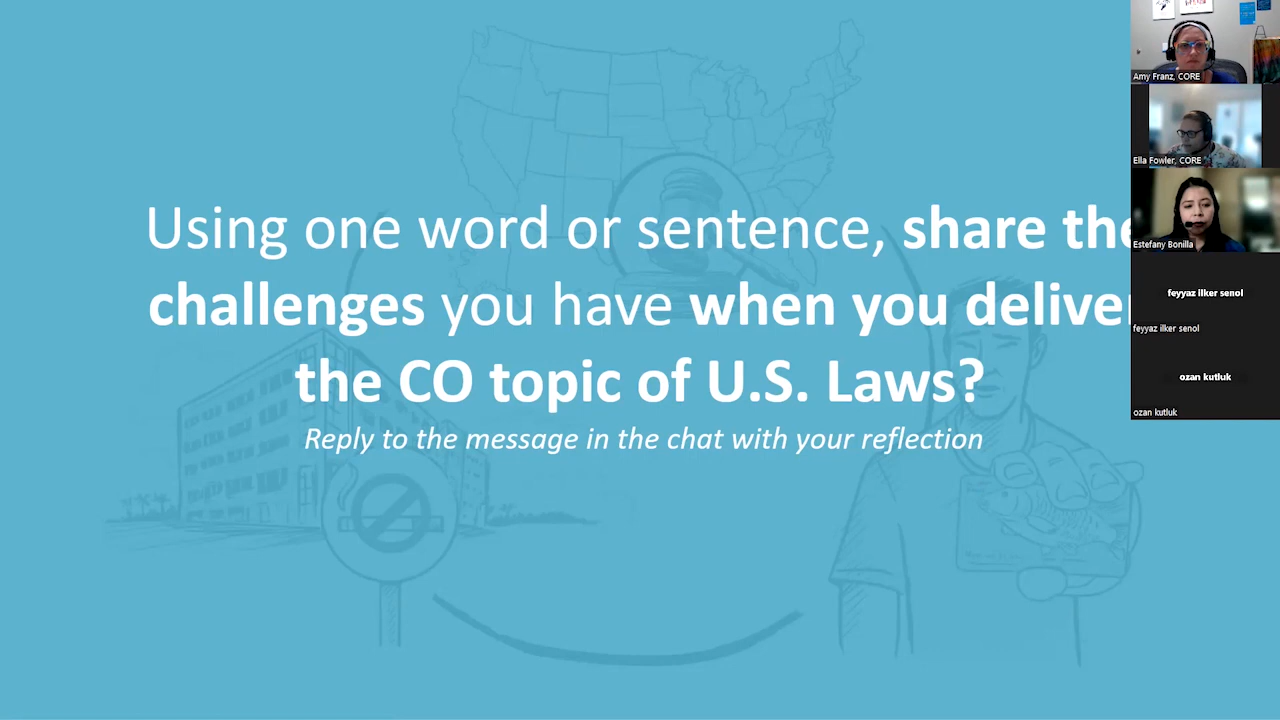 Using one word or sentence, share the
challenges you have when you deliver
the CO topic of U.S. Laws?
Reply to the message in the chat with your reflection
Amy Franz, CORE
Ella Fowler, CORE
Estefany Bonilla
feyyaz ilker senol
feyyaz ilker senol
ozan kutluk
ozan kutluk